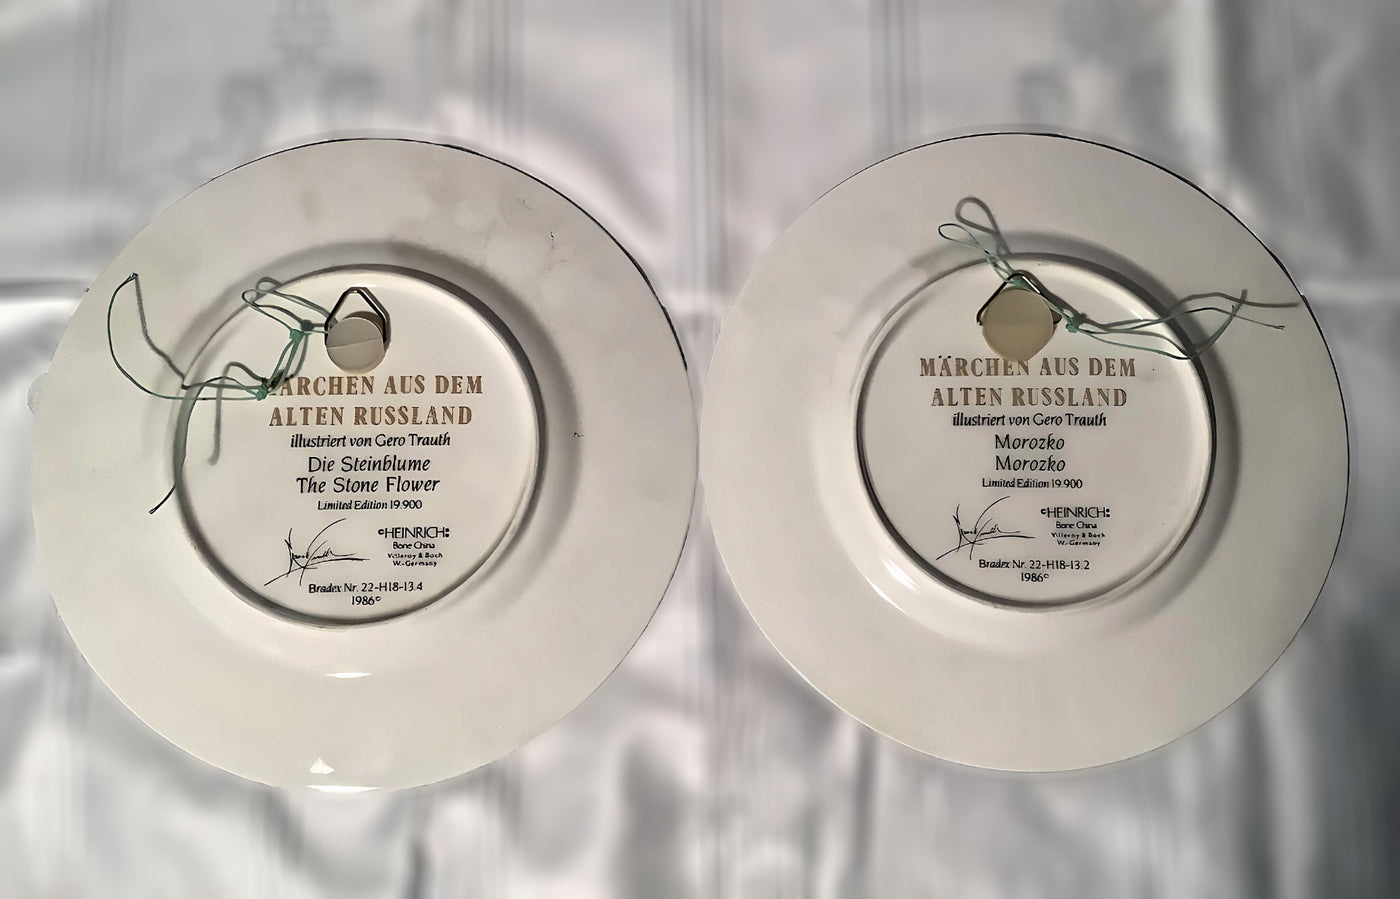 MÄRCHEN AUS DEM
ALTEN RUSSLAND
illustriert von Gero Trauth
Die Steinblume
The Stone Flower
Limited Edition 19.900
©HEINRICH
Bone China
Villeroy & Boch
W.-Germany
Bradex Nr. 22-H18-13.4
1986©
MÄRCHEN AUS DEM
ALTEN RUSSLAND
illustriert von Gero Trauth
Morozko
Morozko
Limited Edition 19.900
©HEINRICH
Bone China
Villeroy & Boch
W.-Germany
Bradex Nr. 22-H18-13.2
1986©